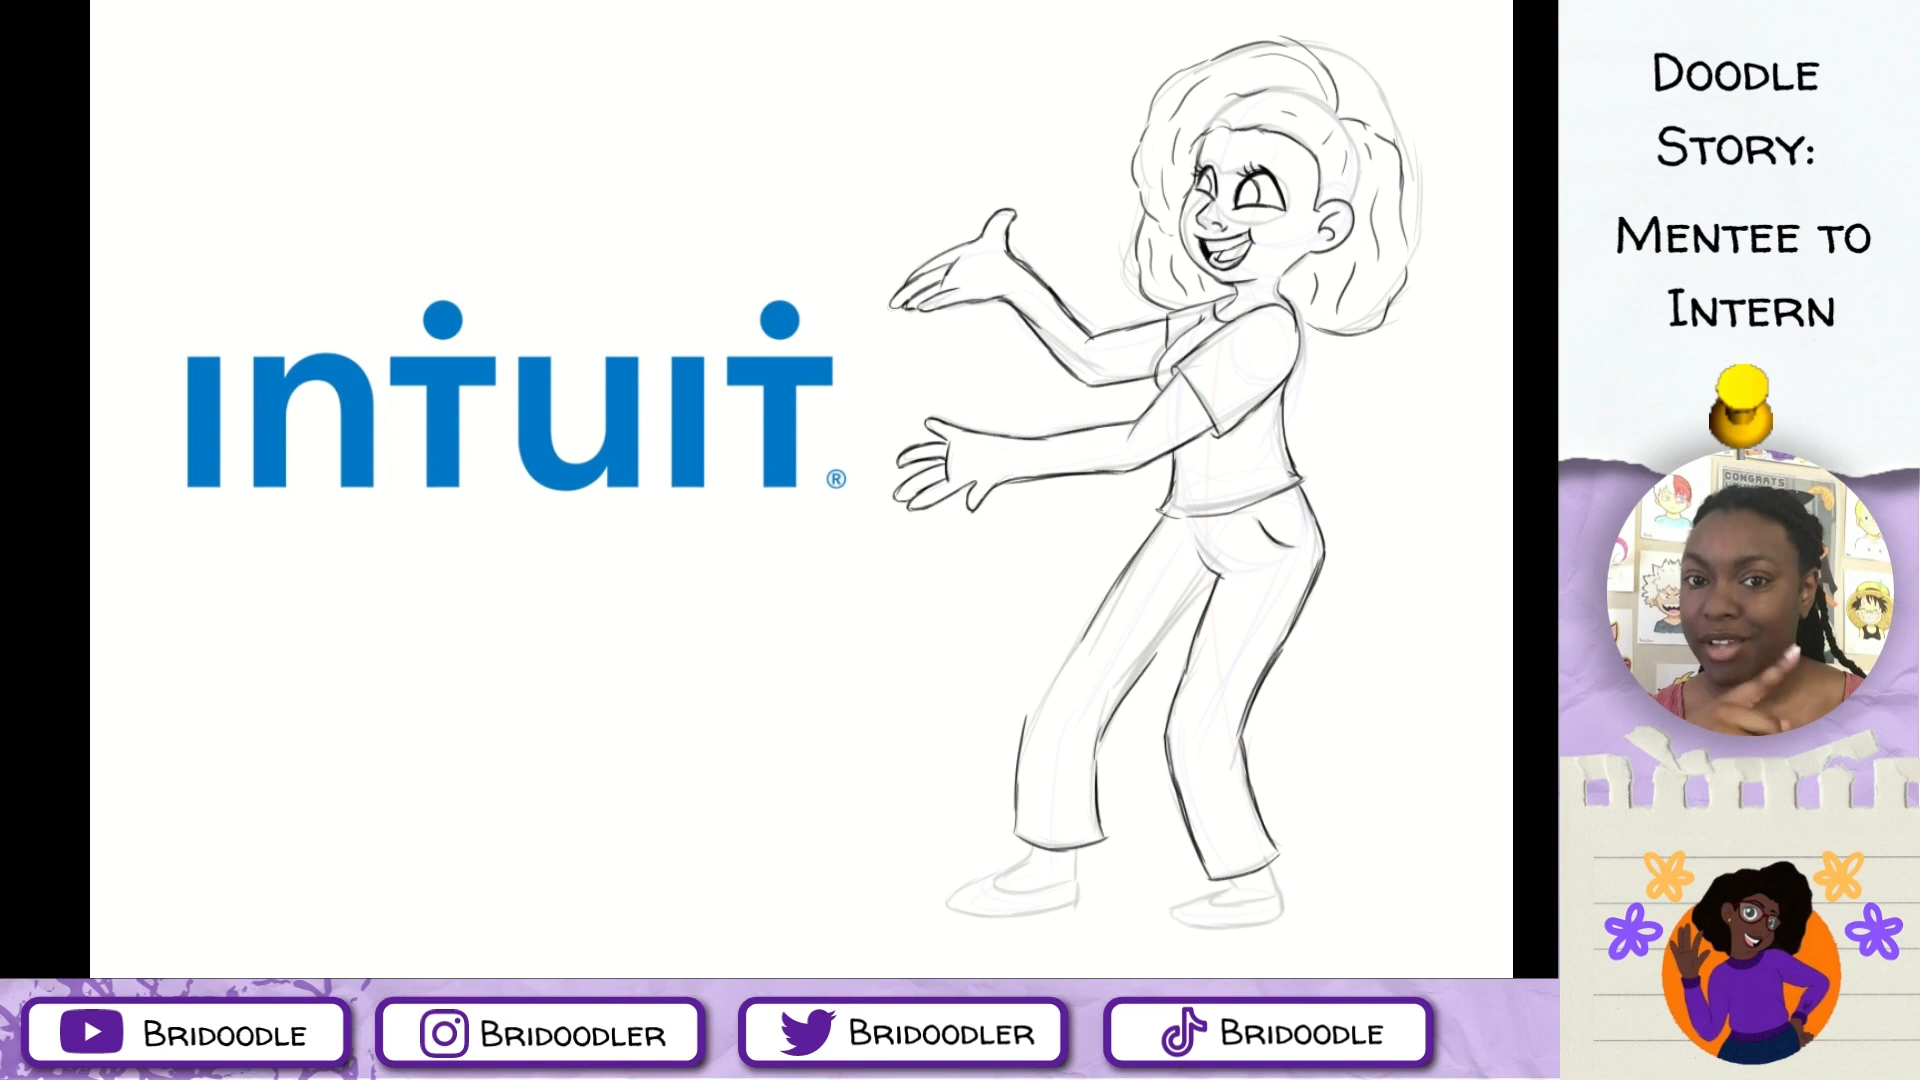 intuit®
DOODLE
STORY:
MENTEE TO
INTERN
CONGRATS
BRIDOODLE
BRIDOODLER
BRIDOODLER
BRIDOODLE